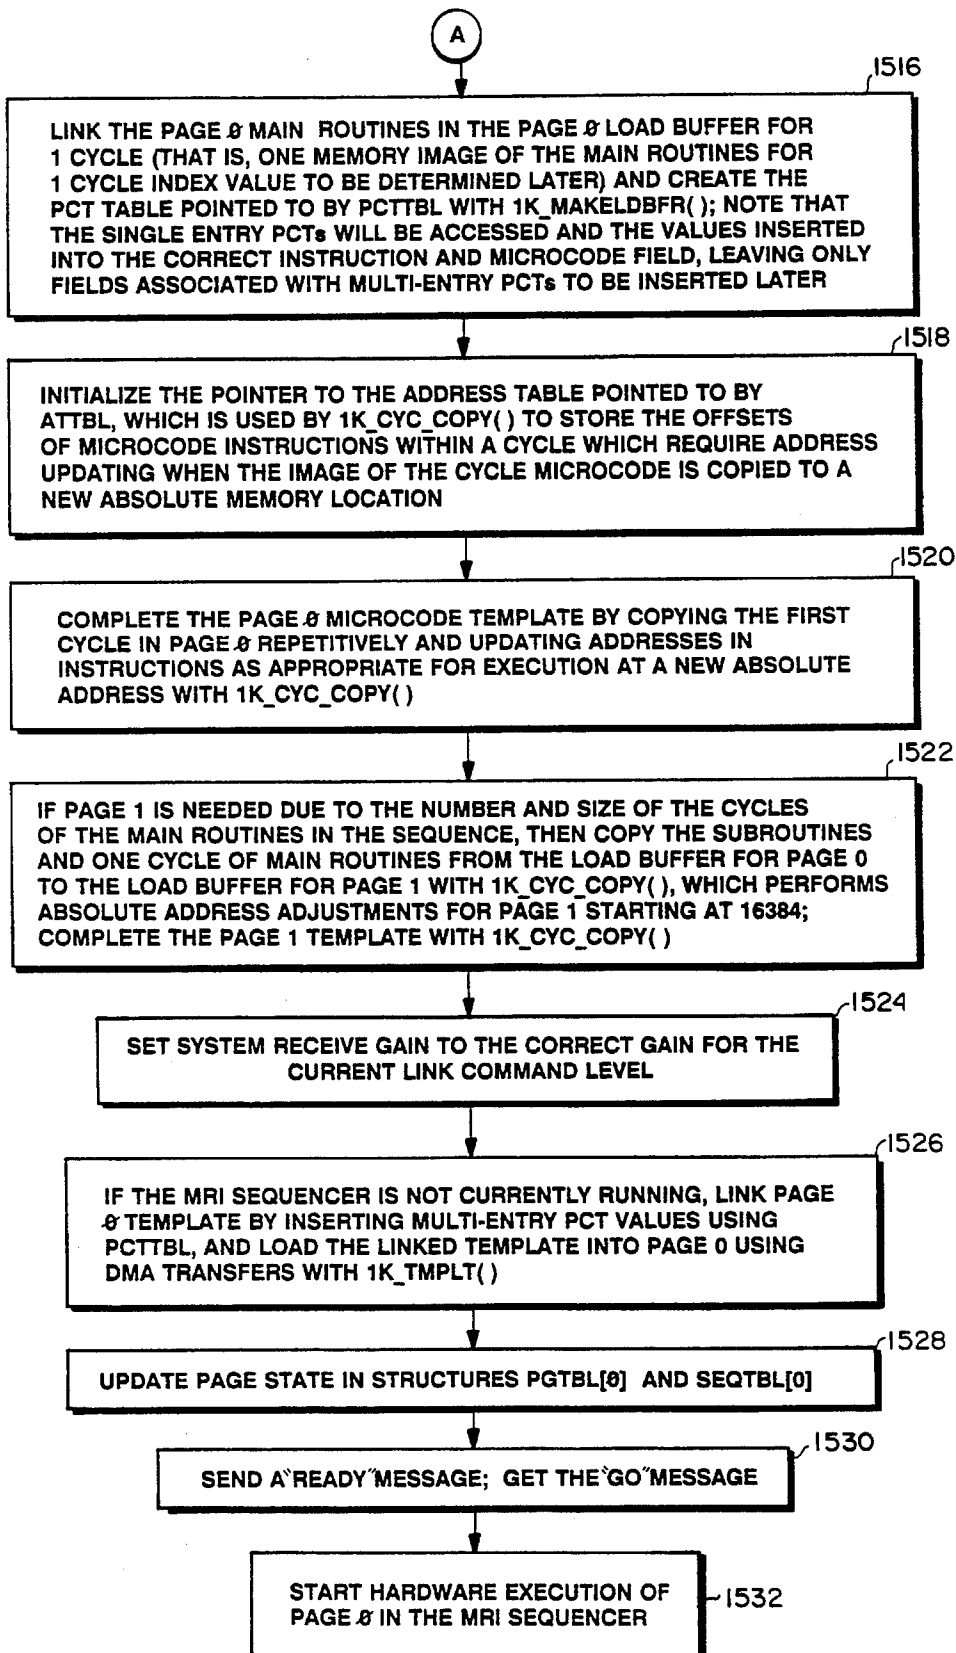 A
1516
LINK THE PAGE 0 MAIN ROUTINES IN THE PAGE 0 LOAD BUFFER FOR
1 CYCLE (THAT IS, ONE MEMORY IMAGE OF THE MAIN ROUTINES FOR
1 CYCLE INDEX VALUE TO BE DETERMINED LATER) AND CREATE THE
PCT TABLE POINTED TO BY PCTTBL WITH 1K_MAKELDBFR( ); NOTE THAT
THE SINGLE ENTRY PCTs WILL BE ACCESSED AND THE VALUES INSERTED
INTO THE CORRECT INSTRUCTION AND MICROCODE FIELD, LEAVING ONLY
FIELDS ASSOCIATED WITH MULTI-ENTRY PCTs TO BE INSERTED LATER
1518
INITIALIZE THE POINTER TO THE ADDRESS TABLE POINTED TO BY
ATTBL, WHICH IS USED BY 1K_CYC_COPY( ) TO STORE THE OFFSETS
OF MICROCODE INSTRUCTIONS WITHIN A CYCLE WHICH REQUIRE ADDRESS
UPDATING WHEN THE IMAGE OF THE CYCLE MICROCODE IS COPIED TO A
NEW ABSOLUTE MEMORY LOCATION
1520
COMPLETE THE PAGE 0 MICROCODE TEMPLATE BY COPYING THE FIRST
CYCLE IN PAGE 0 REPETITIVELY AND UPDATING ADDRESSES IN
INSTRUCTIONS AS APPROPRIATE FOR EXECUTION AT A NEW ABSOLUTE
ADDRESS WITH 1K_CYC_COPY( )
1522
IF PAGE 1 IS NEEDED DUE TO THE NUMBER AND SIZE OF THE CYCLES
OF THE MAIN ROUTINES IN THE SEQUENCE, THEN COPY THE SUBROUTINES
AND ONE CYCLE OF MAIN ROUTINES FROM THE LOAD BUFFER FOR PAGE 0
TO THE LOAD BUFFER FOR PAGE 1 WITH 1K_CYC_COPY( ), WHICH PERFORMS
ABSOLUTE ADDRESS ADJUSTMENTS FOR PAGE 1 STARTING AT 16384;
COMPLETE THE PAGE 1 TEMPLATE WITH 1K_CYC_COPY( )
1524
SET SYSTEM RECEIVE GAIN TO THE CORRECT GAIN FOR THE
CURRENT LINK COMMAND LEVEL
1526
IF THE MRI SEQUENCER IS NOT CURRENTLY RUNNING, LINK PAGE
0 TEMPLATE BY INSERTING MULTI-ENTRY PCT VALUES USING
PCTTBL, AND LOAD THE LINKED TEMPLATE INTO PAGE 0 USING
DMA TRANSFERS WITH 1K_TMPLT( )
1528
UPDATE PAGE STATE IN STRUCTURES PGTBL[0] AND SEQTBL[0]
1530
SEND A "READY" MESSAGE; GET THE "GO" MESSAGE
START HARDWARE EXECUTION OF
PAGE 0 IN THE MRI SEQUENCER
1532